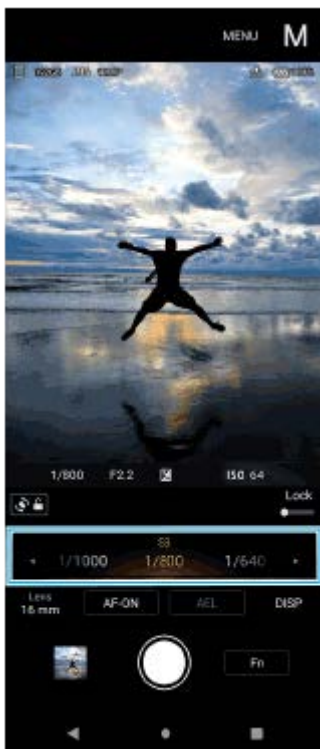 MENU M
1/800 F2.2 ISO 64
Lock
SS
1/1000 1/800 1/640
Lens
16 mm AF-ON AEL DISP
Fn